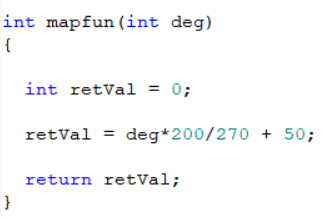 int mapfun(int deg)
{
int retVal = 0;
retVal = deg*200/270 + 50;
return retVal;
}